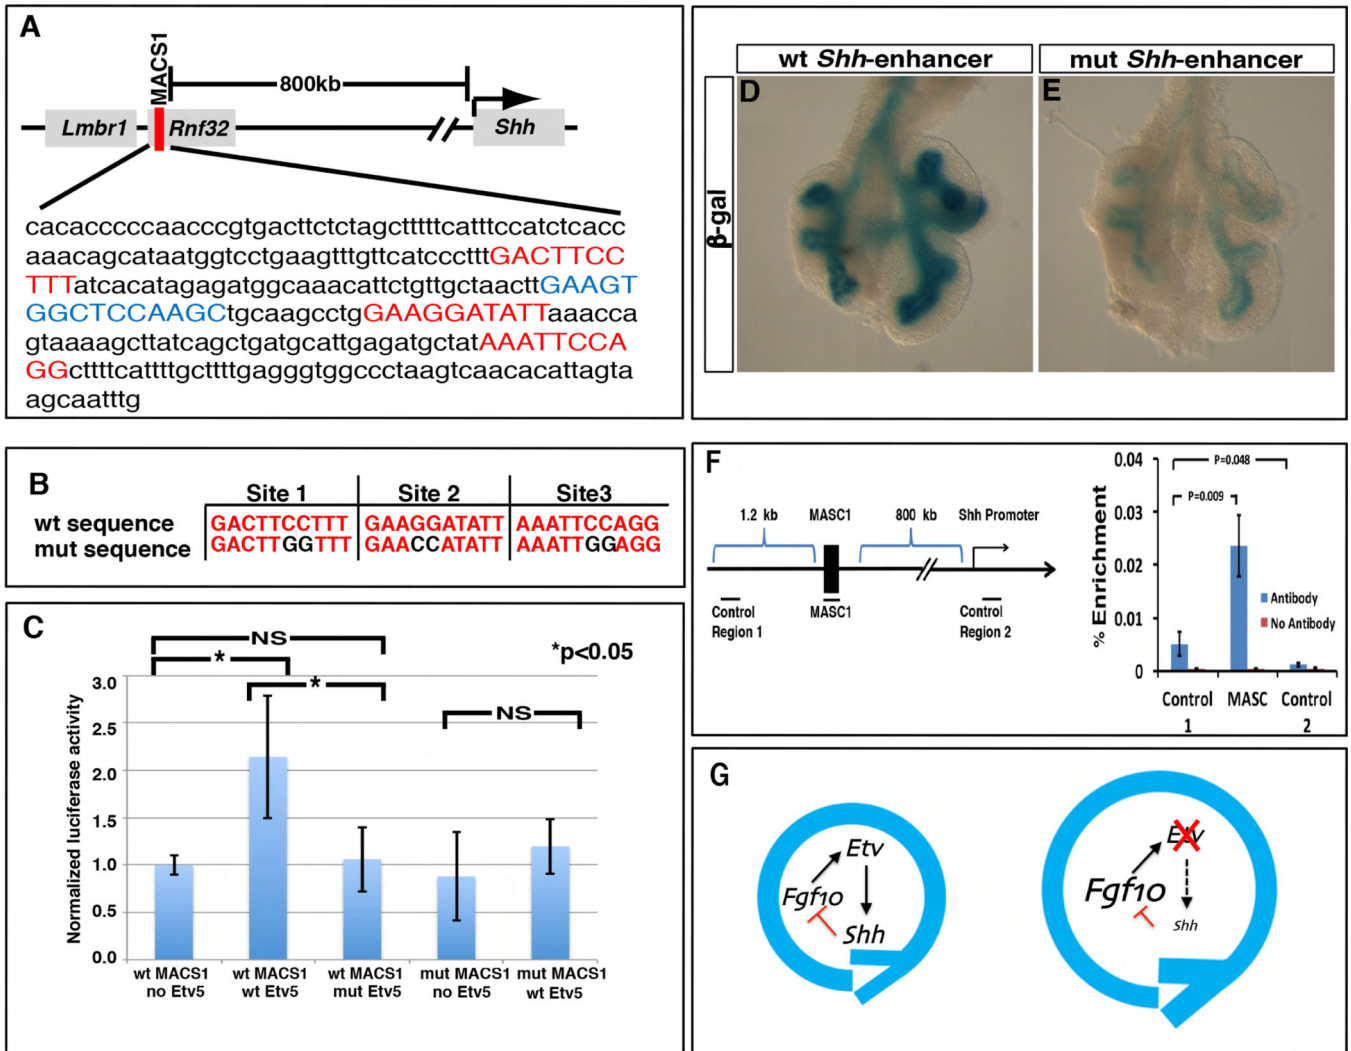 A
MACS1
800kb
Lmbr1
Rnf32
Shh
cacacccccaacccgtgacttctctagctttttcatttccatctcacc
aaacagcataatggtcctgaagtttgttcatcccttTGACTTCC
TTTatcacatagagatggcaaacattctgttgctaacttGAAGT
GGCTCCAAGCtgcaagcctgGAAGGATATTaaacca
gtaaaagcttatcagctgatgcattgagatgctatAAATTCCA
GGcttttcattttgcttttgagggtggccctaagtcaacacattagta
agcaatttg
B
Site 1 Site 2 Site3
wt sequence GACTTCCTTT GAAGGATATT AAATTCCAGG
mut sequence GACTTGGTTT GAACCATATT AAATTGGAGG
C
NS
*
*p<0.05
*
NS
Normalized luciferase activity
3.0
2.5
2.0
1.5
1.0
0.5
0.0
wt MACS1 wt MACS1 wt MACS1 mut MACS1 mut MACS1
no Etv5 wt Etv5 mut Etv5 no Etv5 wt Etv5
wt Shh-enhancer
mut Shh-enhancer
D
E
β-gal
F
1.2 kb
MASC1
800 kb
Shh Promoter
Control
Region 1
MASC1
Control
Region 2
% Enrichment
0.04
0.03
0.02
0.01
0
P=0.048
P=0.009
Antibody
No Antibody
Control MASC Control
1 2
G
Etv
Fgf10
Shh
Etv
Fgf10
Shh